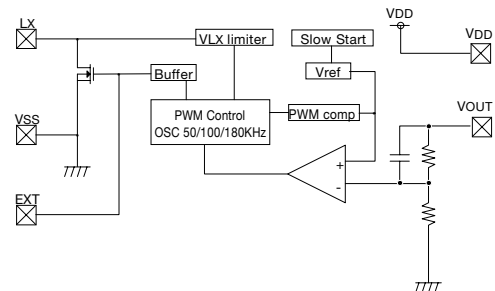 LX
VLX limiter
Slow Start
VDD
VDD
Buffer
Vref
VSS
PWM Control
OSC 50/100/180KHz
PWM comp
VOUT
+
-
EXT